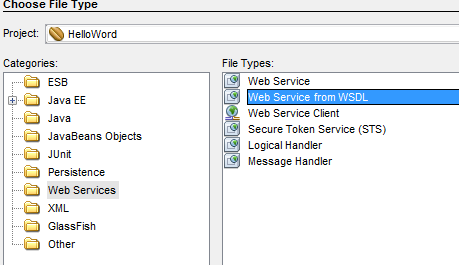 Choose File Type
Project: HelloWord
Categories:
ESB
Java EE
Java
JavaBeans Objects
JUnit
Persistence
Web Services
XML
GlassFish
Other
File Types:
Web Service
Web Service from WSDL
Web Service Client
Secure Token Service (STS)
Logical Handler
Message Handler